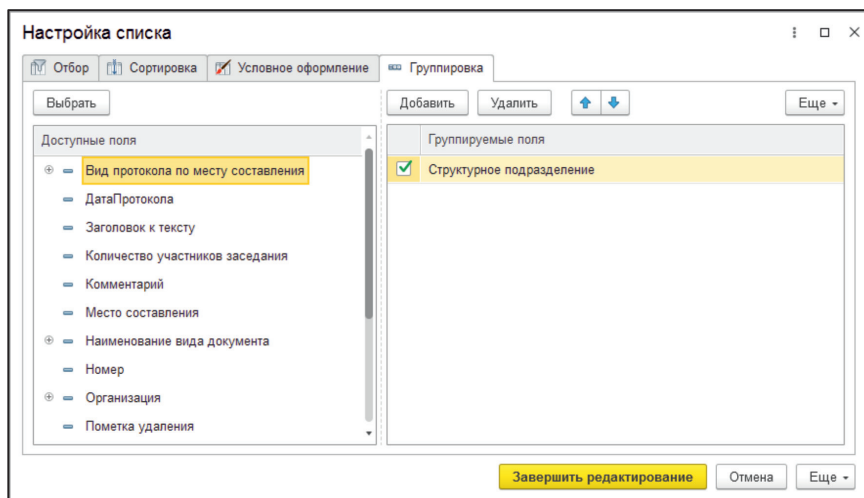 Настройка списка
Отбор Сортировка Условное оформление Группировка
Выбрать Добавить Удалить Еще
Доступные поля Группируемые поля
Вид протокола по месту составления Структурное подразделение
ДатаПротокола
Заголовок к тексту
Количество участников заседания
Комментарий
Место составления
Наименование вида документа
Номер
Организация
Пометка удаления
Завершить редактирование Отмена Еще